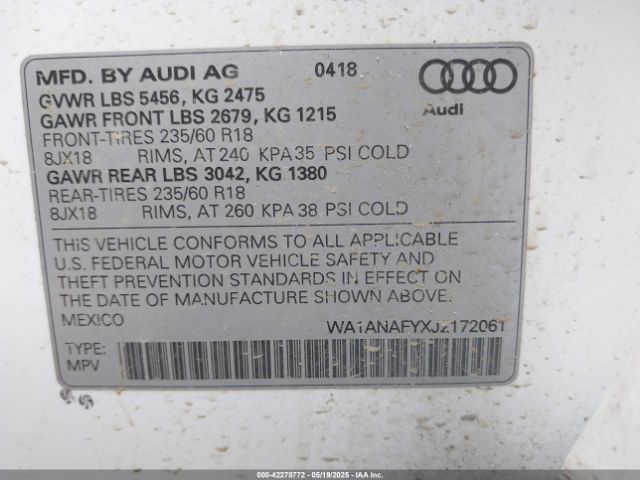 MFD. BY AUDI AG 0418
GVWR LBS 5456, KG 2475
GAWR FRONT LBS 2679, KG 1215 Audi
FRONT-TIRES 235/60 R18
8JX18 RIMS, AT 240 KPA 35 PSI COLD
GAWR REAR LBS 3042, KG 1380
REAR-TIRES 235/60 R18
8JX18 RIMS, AT 260 KPA 38 PSI COLD
THIS VEHICLE CONFORMS TO ALL APPLICABLE
U.S. FEDERAL MOTOR VEHICLE SAFETY AND
THEFT PREVENTION STANDARDS IN EFFECT ON
THE DATE OF MANUFACTURE SHOWN ABOVE.
MEXICO WA1ANAFYXJ2172061
TYPE:
MPV
000-42278772 - 05/19/2025 - IAAI, Inc. Copyright